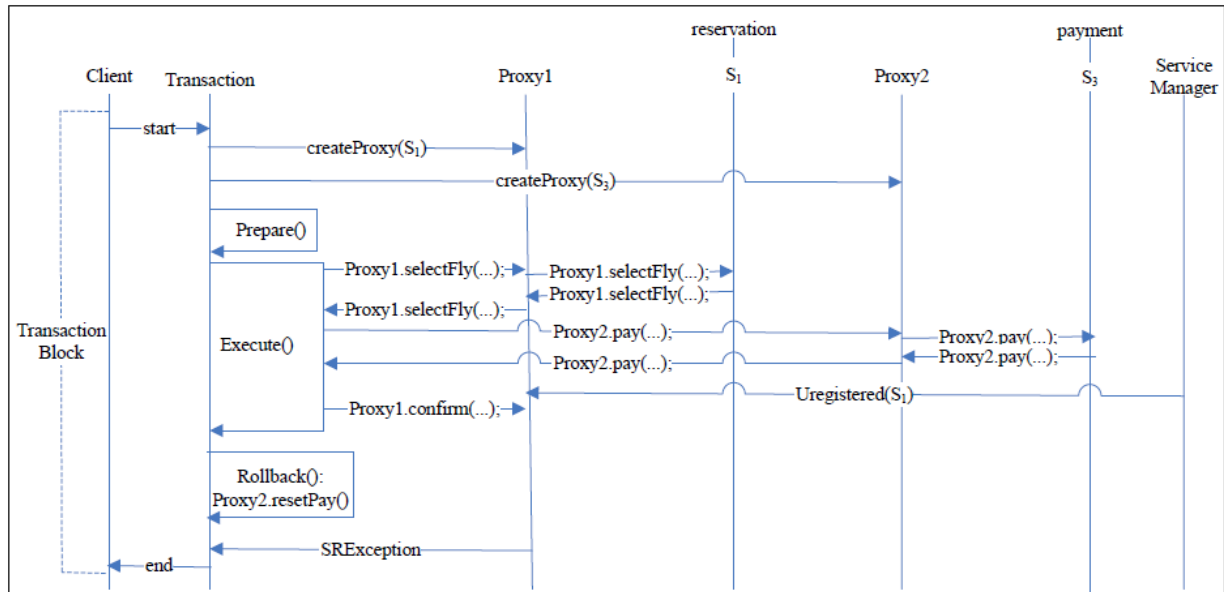 reservation
payment
Client
Transaction
Proxy1
S₁
Proxy2
S₃
Service
Manager
start
createProxy(S₁)
createProxy(S₃)
Prepare()
Proxy1.selectFly(...);
Proxy1.selectFly(...);
Proxy1.selectFly(...);
Proxy1.selectFly(...);
Transaction
Block
Execute()
Proxy2.pay(...);
Proxy2.pay(...);
Proxy2.pay(...);
Proxy2.pay(...);
Uregistered(S₁)
Proxy1.confirm(...);
Rollback():
Proxy2.resetPay()
SRException
end